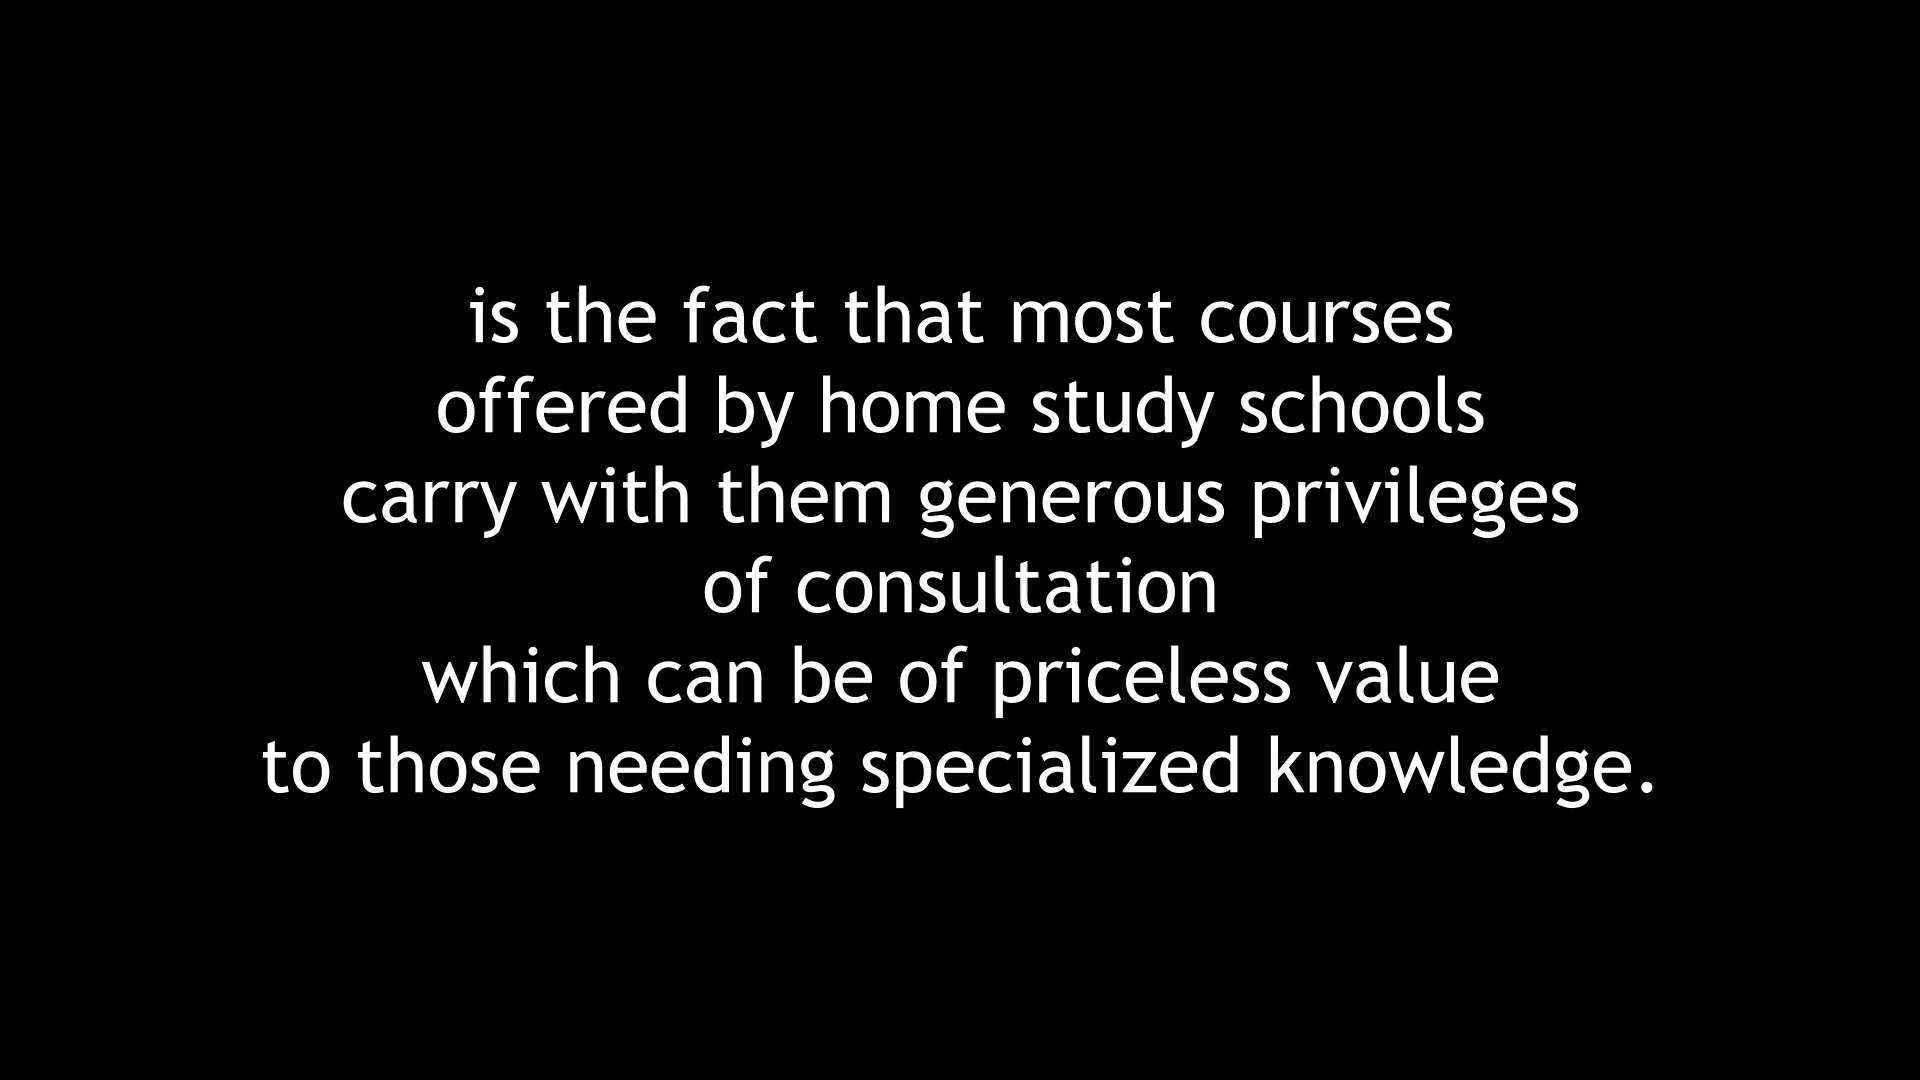 is the fact that most courses
offered by home study schools
carry with them generous privileges
of consultation
which can be of priceless value
to those needing specialized knowledge.